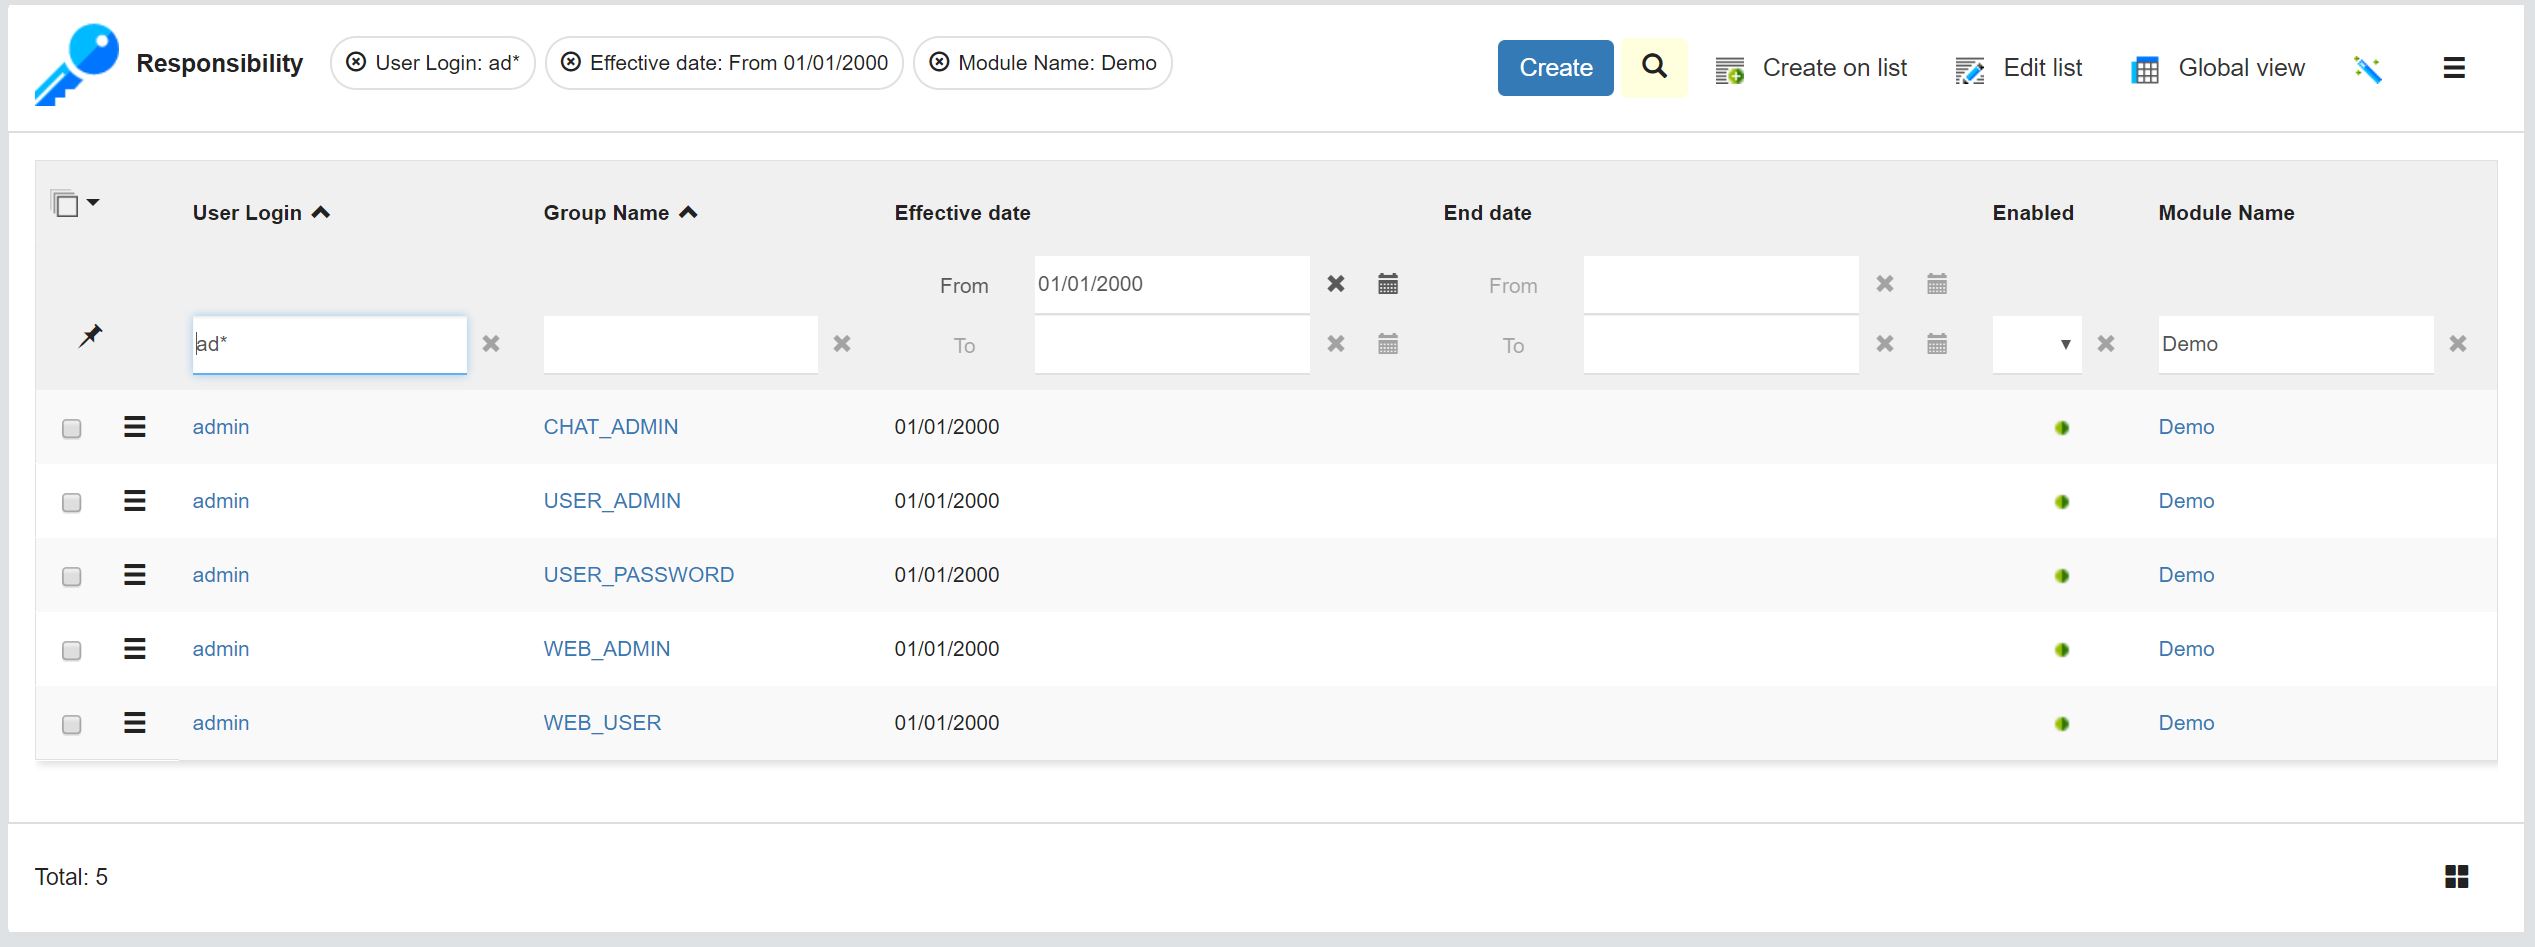 Responsibility User Login: ad* Effective date: From 01/01/2000 Module Name: Demo Create Create on list Edit list Global view
User Login Group Name Effective date End date Enabled Module Name
From 01/01/2000 From
ad* To To Demo
admin CHAT_ADMIN 01/01/2000 Demo
admin USER_ADMIN 01/01/2000 Demo
admin USER_PASSWORD 01/01/2000 Demo
admin WEB_ADMIN 01/01/2000 Demo
admin WEB_USER 01/01/2000 Demo
Total: 5